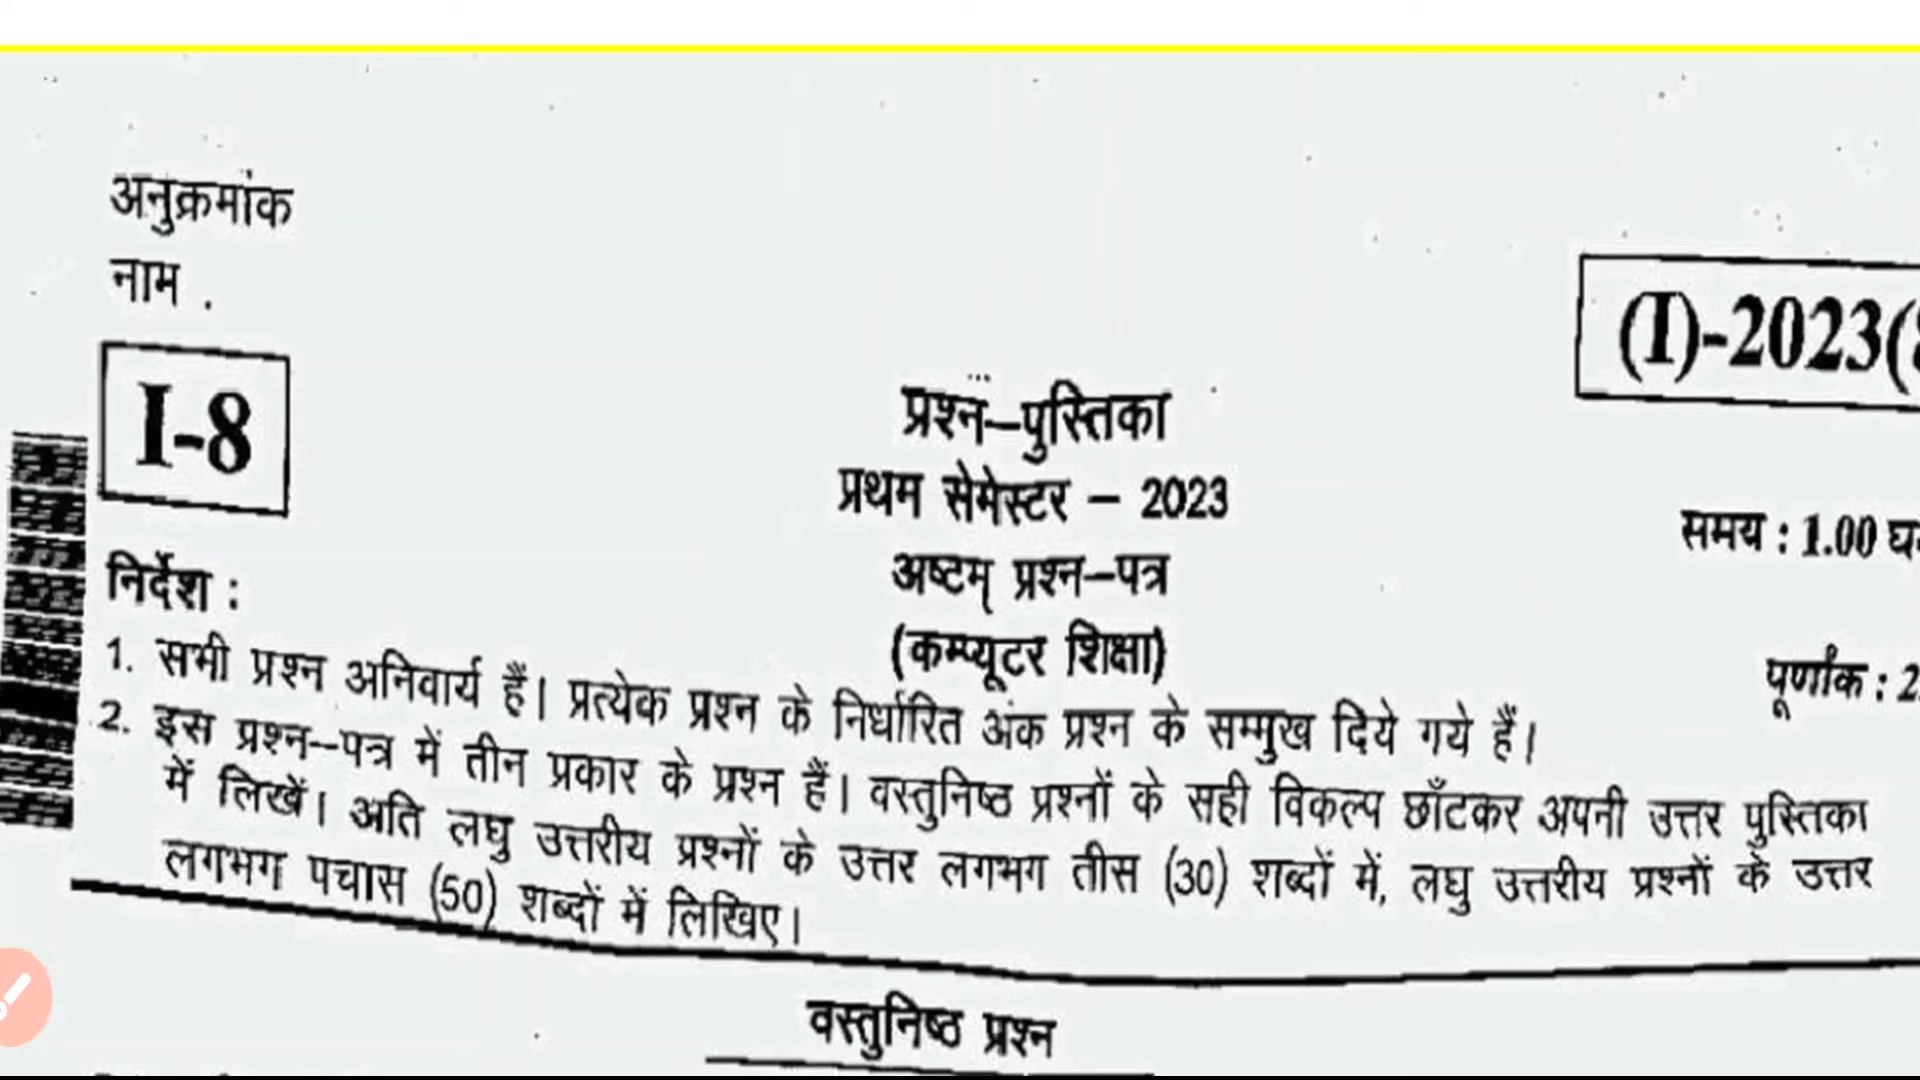 अनुक्रमांक
नाम .
(I)-2023(
I-8
प्रश्न–पुस्तिका
प्रथम सेमेस्टर – 2023
समय : 1.00
अष्टम् प्रश्न–पत्र
निर्देश :
(कम्प्यूटर शिक्षा)
पूर्णांक :
1. सभी प्रश्न अनिवार्य हैं। प्रत्येक प्रश्न के निर्धारित अंक प्रश्न के सम्मुख दिये गये हैं।
2. इस प्रश्न–पत्र में तीन प्रकार के प्रश्न हैं। वस्तुनिष्ठ प्रश्नों के सही विकल्प छाँटकर अपनी उत्तर पुस्तिका
में लिखें। अति लघु उत्तरीय प्रश्नों के उत्तर लगभग तीस (30) शब्दों में, लघु उत्तरीय प्रश्नों के उत्तर
लगभग पचास (50) शब्दों में लिखिए।
वस्तुनिष्ठ प्रश्न